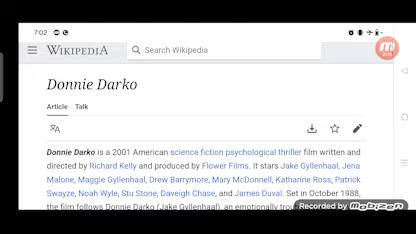 7:02
WIKIPEDIA
Search Wikipedia
Donnie Darko
Article Talk
Donnie Darko is a 2001 American science fiction psychological thriller film written and
directed by Richard Kelly and produced by Flower Films. It stars Jake Gyllenhaal, Jena
Malone, Maggie Gyllenhaal, Drew Barrymore, Mary McDonnell, Katharine Ross, Patrick
Swayze, Noah Wyle, Stu Stone, Daveigh Chase, and James Duval. Set in October 1988,
the film follows Donnie Darko (Jake Gyllenhaal), an emotionally
Recorded by mobizen